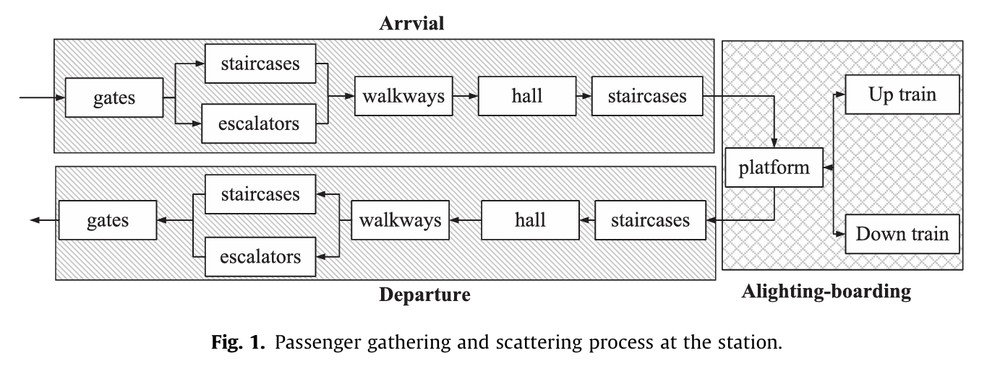 Arrvial
gates
staircases
escalators
walkways
hall
staircases
Up train
platform
Down train
gates
staircases
escalators
walkways
hall
staircases
Departure
Alighting-boarding
Fig. 1. Passenger gathering and scattering process at the station.